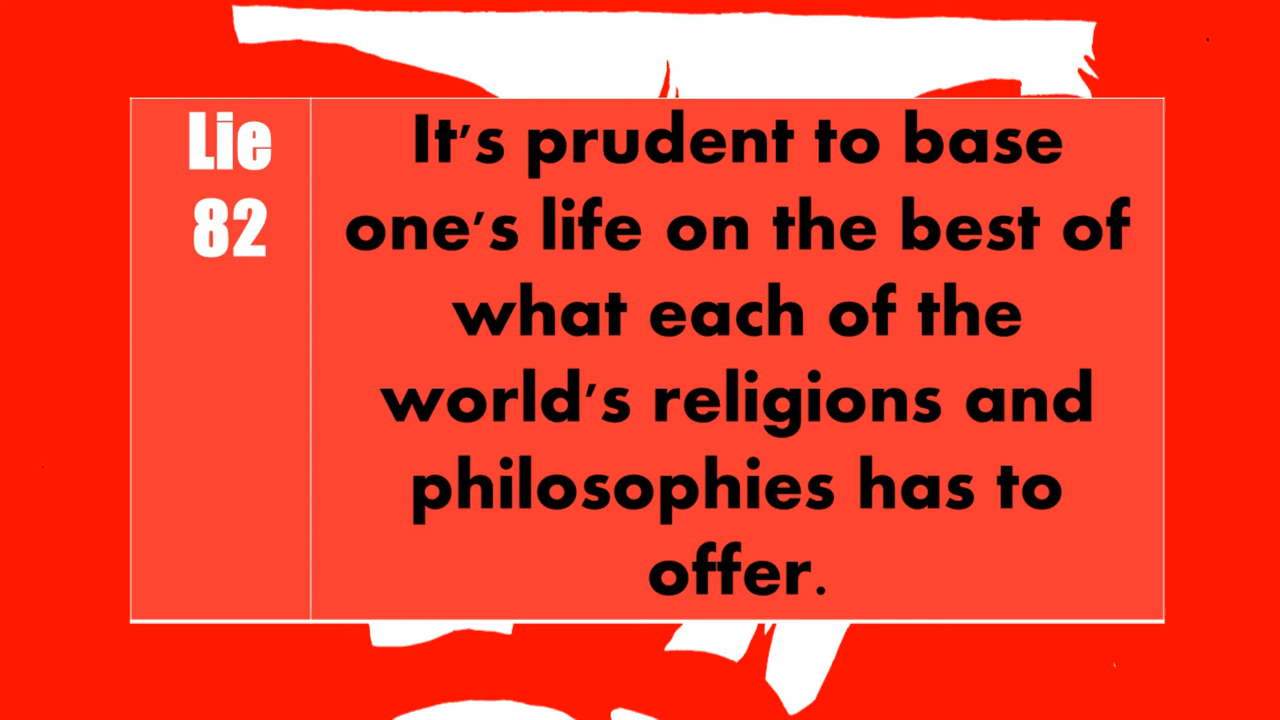 Lie
82
It's prudent to base
one's life on the best of
what each of the
world's religions and
philosophies has to
offer.